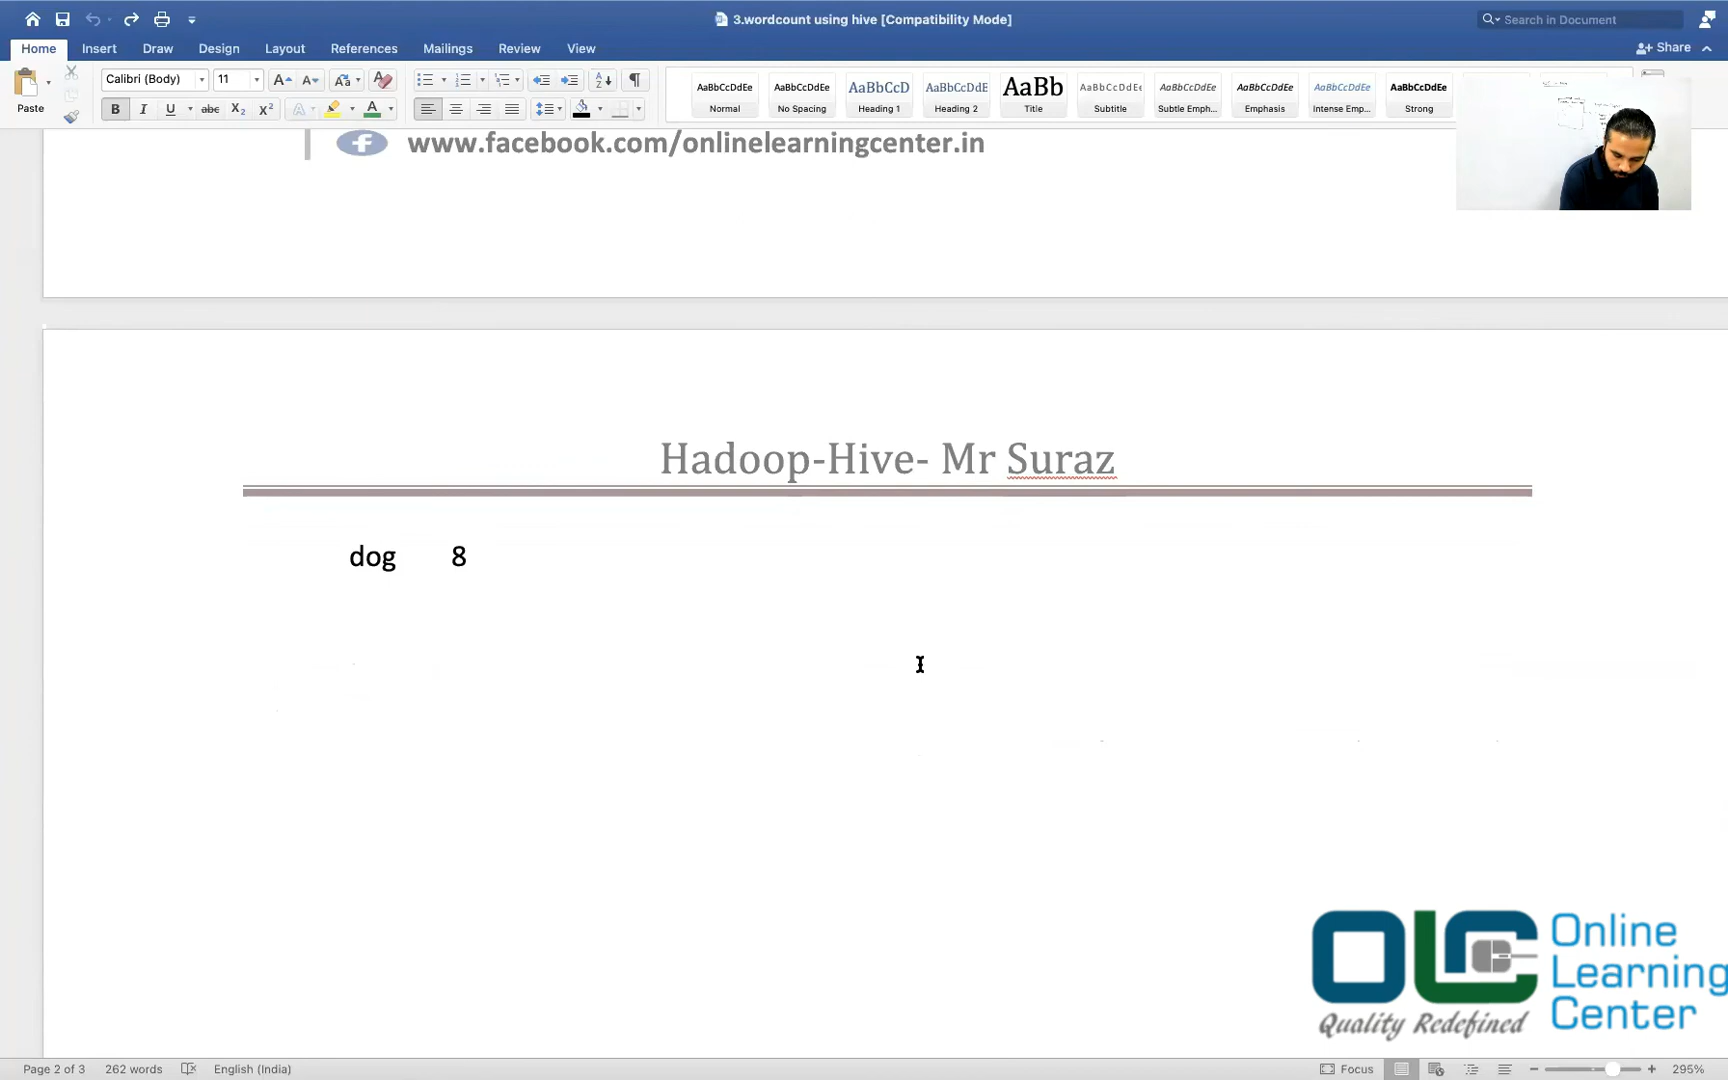 3.wordcount using hive [Compatibility Mode]
Search in Document
Home Insert Draw Design Layout References Mailings Review View
Share
Paste
Calibri (Body) 11
AaBbCcDdEe AaBbCcDdEe AaBbCcD AaBbCcDdE AaBb AaBbCcDdEe AaBbCcDdEe AaBbCcDdEe AaBbCcDdEe AaBbCcDdEe
Normal No Spacing Heading 1 Heading 2 Title Subtitle Subtle Emph... Emphasis Intense Emp... Strong
www.facebook.com/onlinelearningcenter.in
Hadoop-Hive- Mr Suraz
dog 8
OLC
Online
Learning
Center
Quality Redefined
Page 2 of 3 262 words English (India) Focus 295%